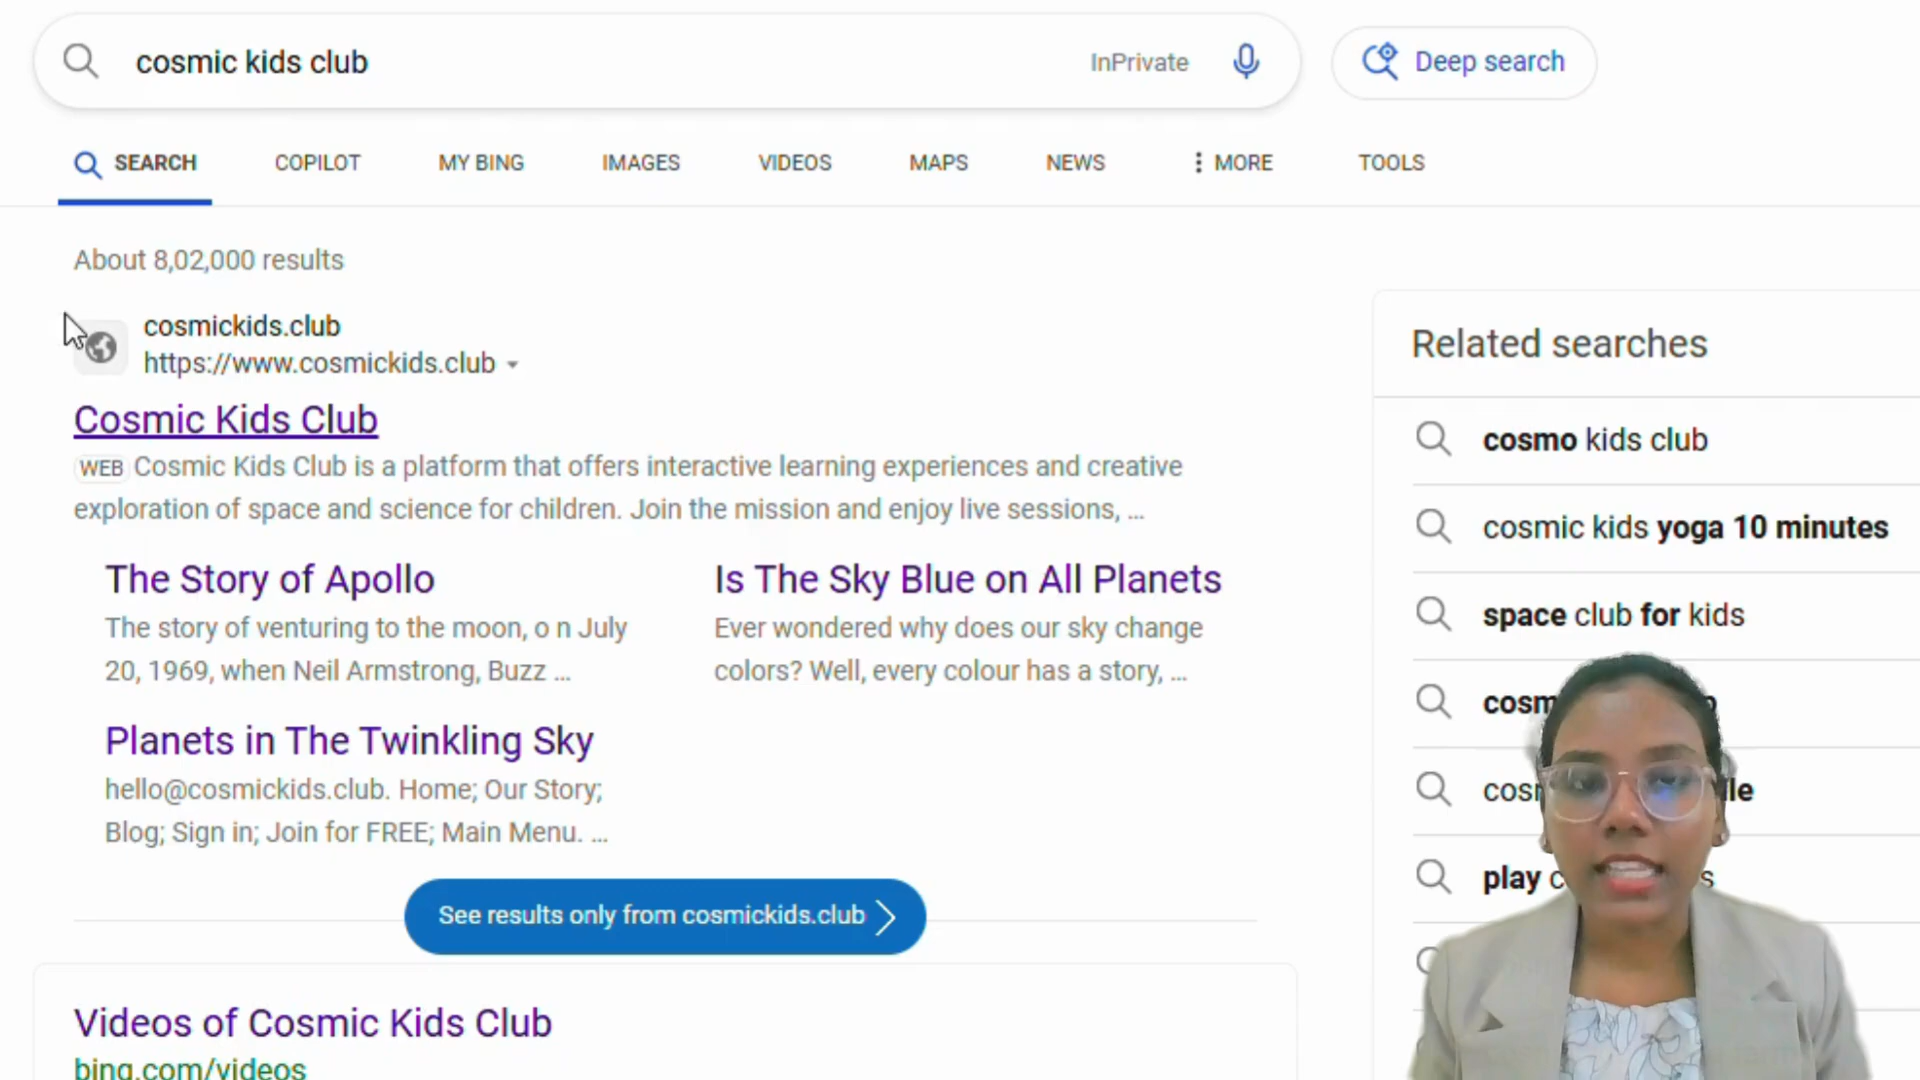 cosmic kids club
InPrivate
Deep search
SEARCH
COPILOT
MY BING
IMAGES
VIDEOS
MAPS
NEWS
MORE
TOOLS
About 8,02,000 results
cosmickids.club
https://www.cosmickids.club
Cosmic Kids Club
WEB Cosmic Kids Club is a platform that offers interactive learning experiences and creative
exploration of space and science for children. Join the mission and enjoy live sessions, ...
The Story of Apollo
The story of venturing to the moon, o n July
20, 1969, when Neil Armstrong, Buzz ...
Is The Sky Blue on All Planets
Ever wondered why does our sky change
colors? Well, every colour has a story, ...
Planets in The Twinkling Sky
hello@cosmickids.club. Home; Our Story;
Blog; Sign in; Join for FREE; Main Menu. ...
See results only from cosmickids.club
Videos of Cosmic Kids Club
bing.com/videos
Related searches
cosmo kids club
cosmic kids yoga 10 minutes
space club for kids
play